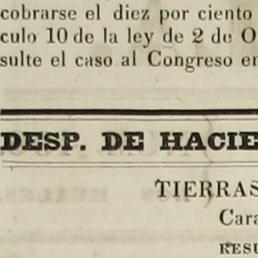 cobrarse el diez por ciento
culo 10 de la ley de 2 de O
sulte el caso al Congreso en
DESP. DE HACIE
TIERRAS
Cara
RESU